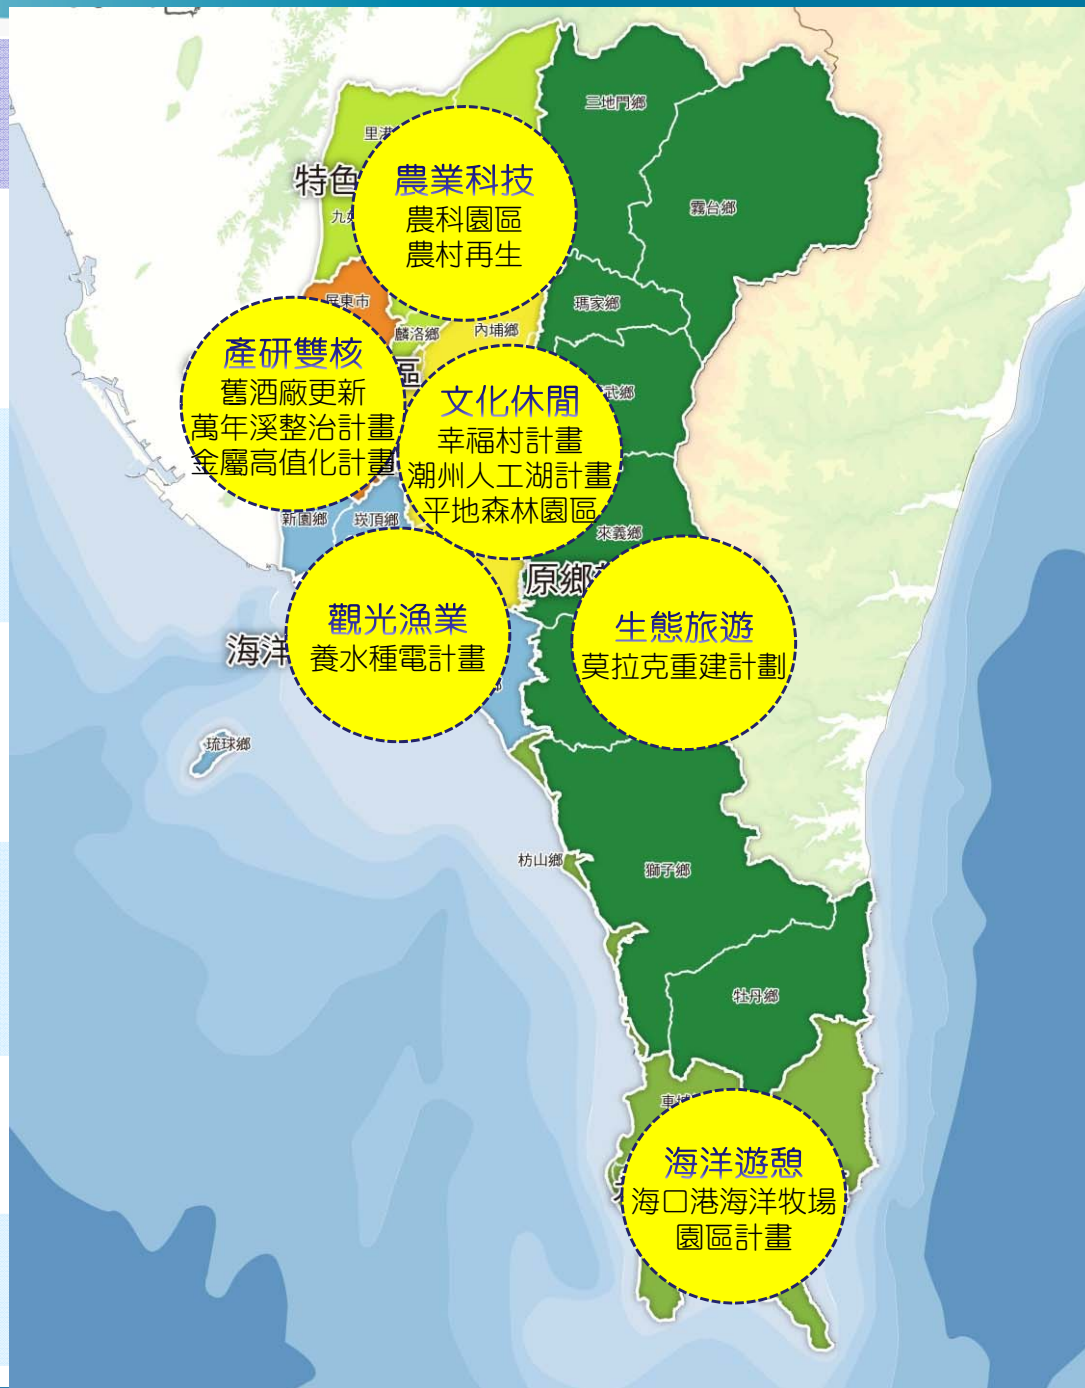 三地門鄉
里港
特色
農業科技
農科園區
農村再生
霧台鄉
九如
屏東市
瑪家鄉
麟洛鄉
內埔鄉
產研雙核
舊酒廠更新
萬年溪整治計畫
金屬高值化計畫
區
文化休閒
幸福村計畫
潮州人工湖計畫
平地森林園區
武鄉
新園鄉
崁頂鄉
來義鄉
原鄉
觀光漁業
養水種電計畫
生態旅遊
莫拉克重建計劃
海洋
鄉
琉球鄉
枋山鄉
獅子鄉
牡丹鄉
車城
海洋遊憩
海口港海洋牧場
園區計畫